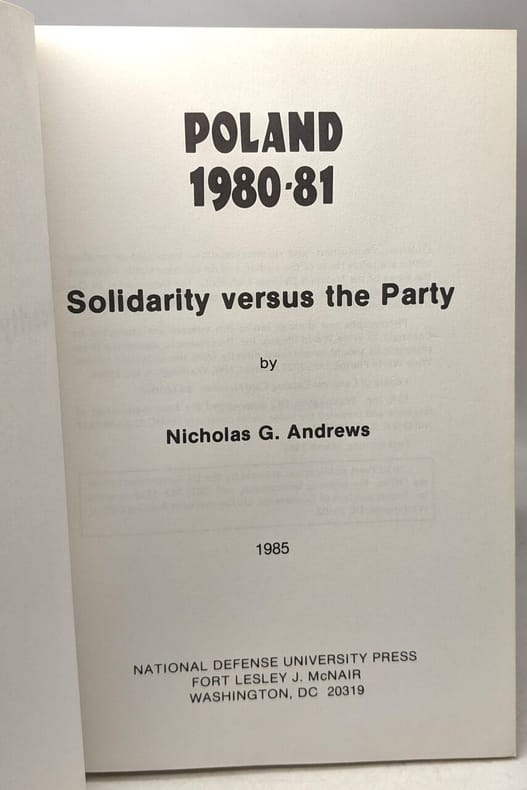 POLAND
1980-81
Solidarity versus the Party
by
Nicholas G. Andrews
1985
NATIONAL DEFENSE UNIVERSITY PRESS
FORT LESLEY J. McNAIR
WASHINGTON, DC 20319